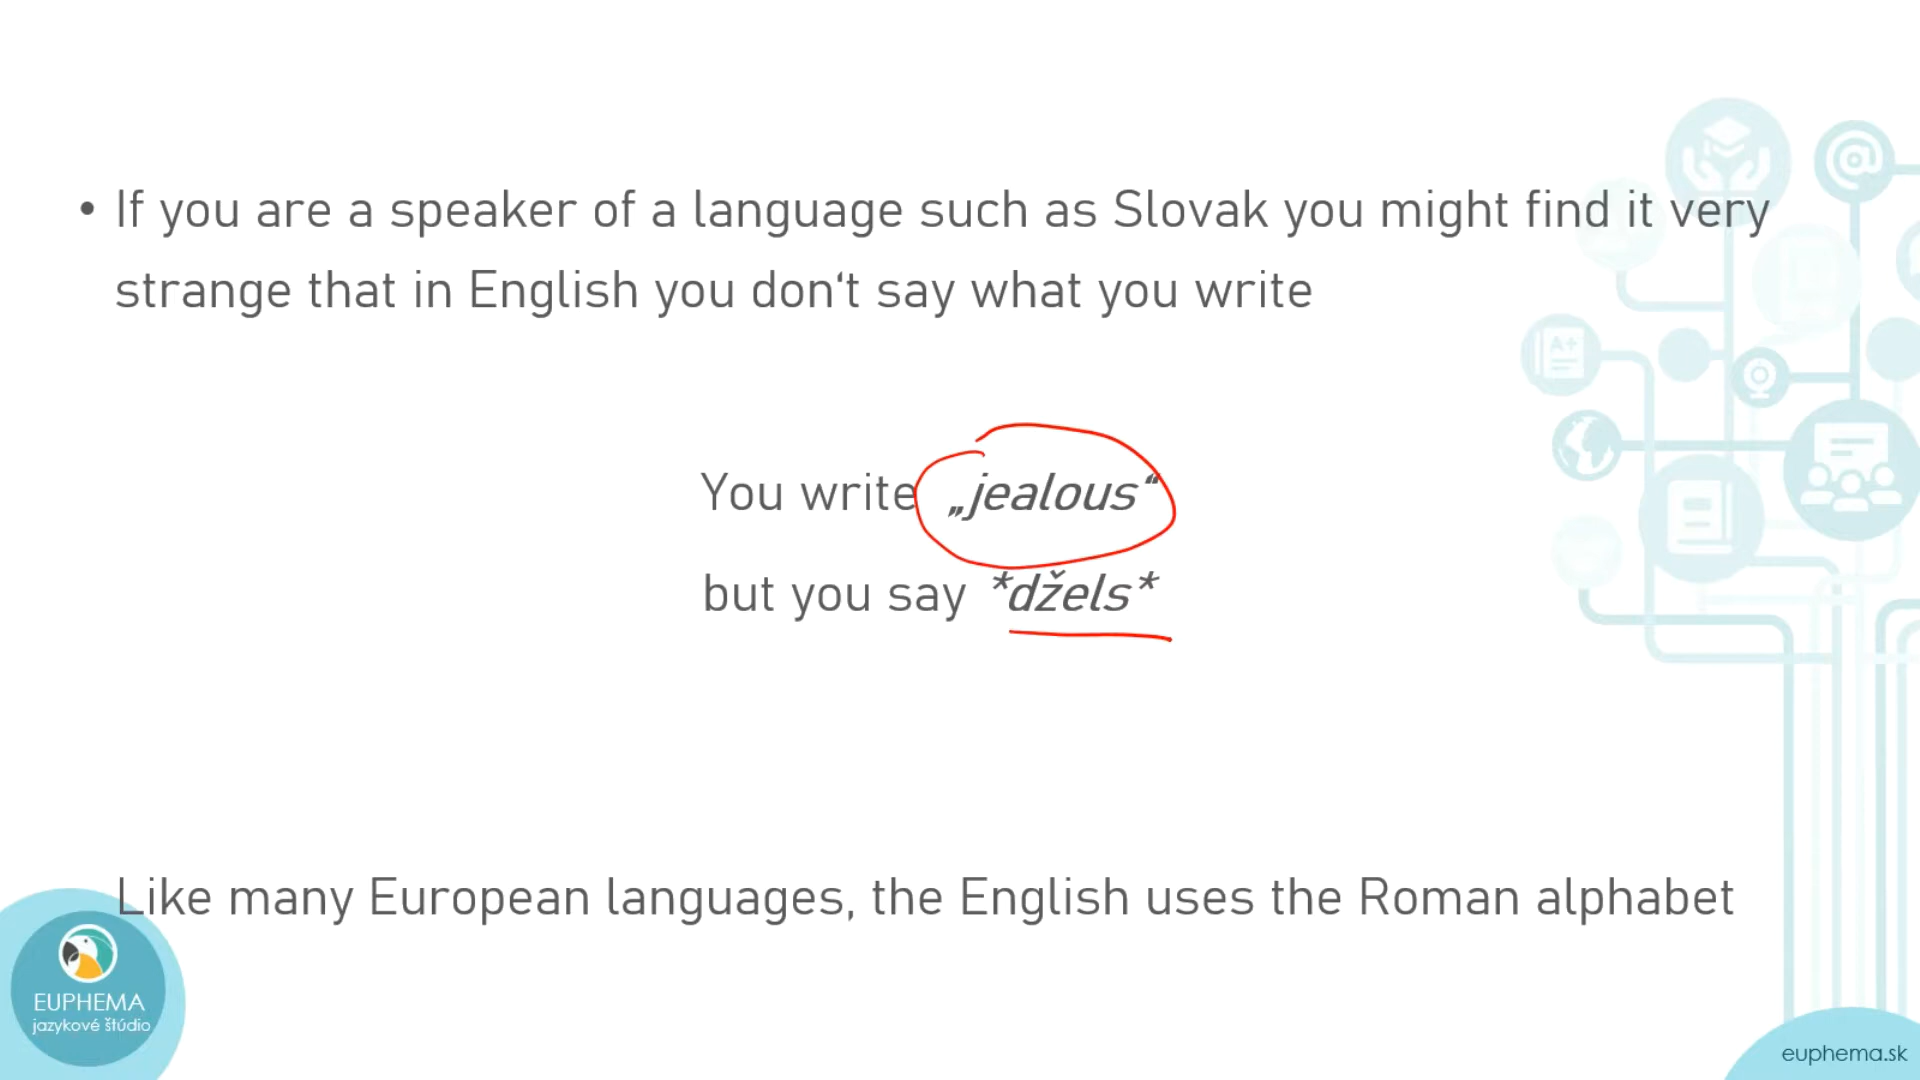 • If you are a speaker of a language such as Slovak you might find it very
strange that in English you don‘t say what you write
You write „jealous“
but you say *džels*
Like many European languages, the English uses the Roman alphabet
A+
@
EUPHEMA
jazykové štúdio
euphema.sk